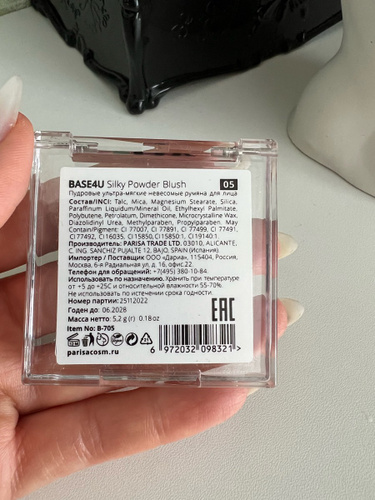 BASE4U Silky Powder Blush 05
Пудровые ультра-мягкие невесомые румяна для лица
Состав/INCI: Talc, Mica, Magnesium Stearate, Silica,
Paraffinum Liquidum/Mineral Oil, Ethylhexyl Palmitate,
Polybutene, Petrolatum, Dimethicone, Microcrystalline Wax,
Diazolidinyl Urea, Methylparaben, Propylparaben. May
Contain/Pigment: CI 77007, CI 77891, CI 77499, CI 77491,
CI 77492, CI 16035, CI 15850:1, CI 15850, CI 19140:1.
Производитель: PARISA TRADE LTD. 03010, ALICANTE,
C, ING. SANCHIZ PUJALTE 12, BAJO, SPAIN (Испания)
Импортер / Поставщик ООО «Дариа», 115404, Россия,
Москва, 6-я Радиальная ул. д. 16, офис.22.
Телефон для обращений: +7(495) 380-10-84.
Использовать по назначению. Хранить при температуре
от +5 до +25С и относительной влажности 55-70%.
Не использовать по истечении срока годности.
Номер партии: 25112022
Годен до: 06.2028
Масса нетто: 5,2 g (г) 0.18oz
Item No: B-705
parisacosm.ru
EAC
6 972032 098321 >